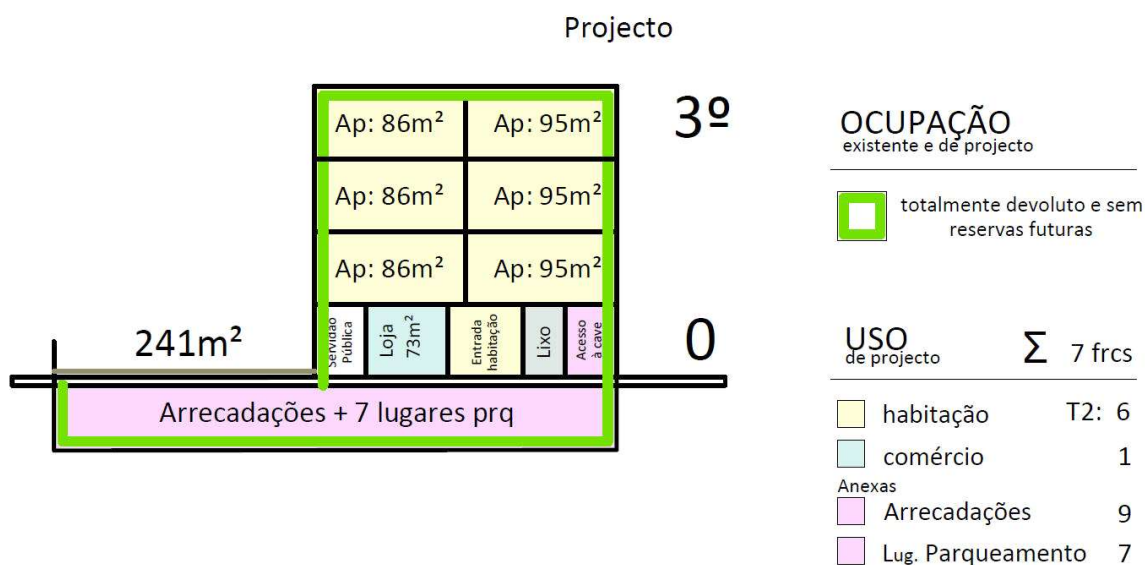 Projecto
Ap: 86m² Ap: 95m²
3º
Ap: 86m² Ap: 95m²
Ap: 86m² Ap: 95m²
241m²
Servidão
Pública
Loja
73m²
Entrada
habitação
Lixo
Acesso
à cave
0
Arrecadações + 7 lugares prq
OCUPAÇÃO
existente e de projecto
totalmente devoluto e sem
reservas futuras
USO
de projecto
Σ 7 frcs
habitação T2: 6
comércio 1
Anexas
Arrecadações 9
Lug. Parqueamento 7